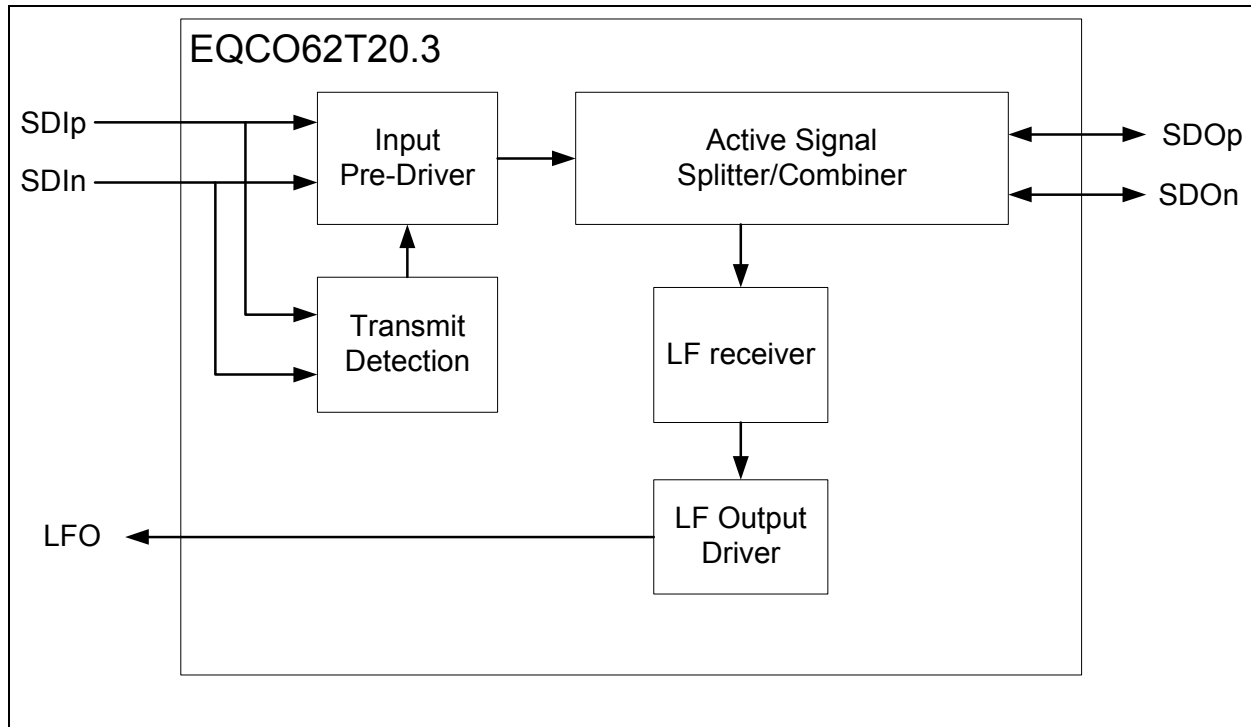 EQCO62T20.3
SDIp
SDIn
Input
Pre-Driver
Active Signal
Splitter/Combiner
SDOp
SDOn
Transmit
Detection
LF receiver
LFO
LF Output
Driver